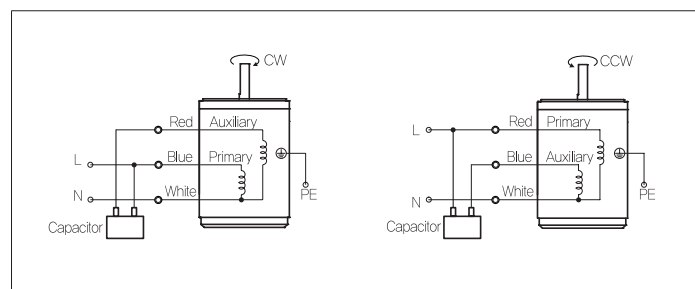 CW
Red Auxiliary
L
Blue Primary
N
White
PE
Capacitor
CCW
Red Primary
L
Blue Auxiliary
N
White
PE
Capacitor